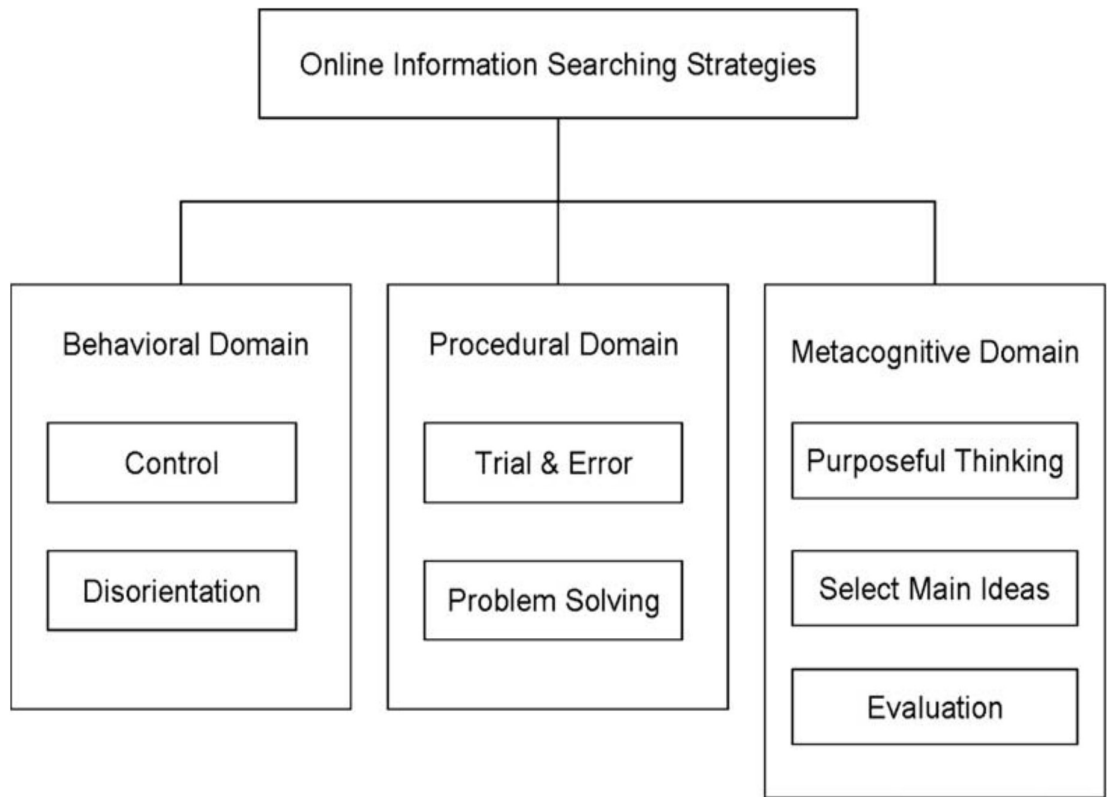 Online Information Searching Strategies
Behavioral Domain
Control
Disorientation
Procedural Domain
Trial & Error
Problem Solving
Metacognitive Domain
Purposeful Thinking
Select Main Ideas
Evaluation